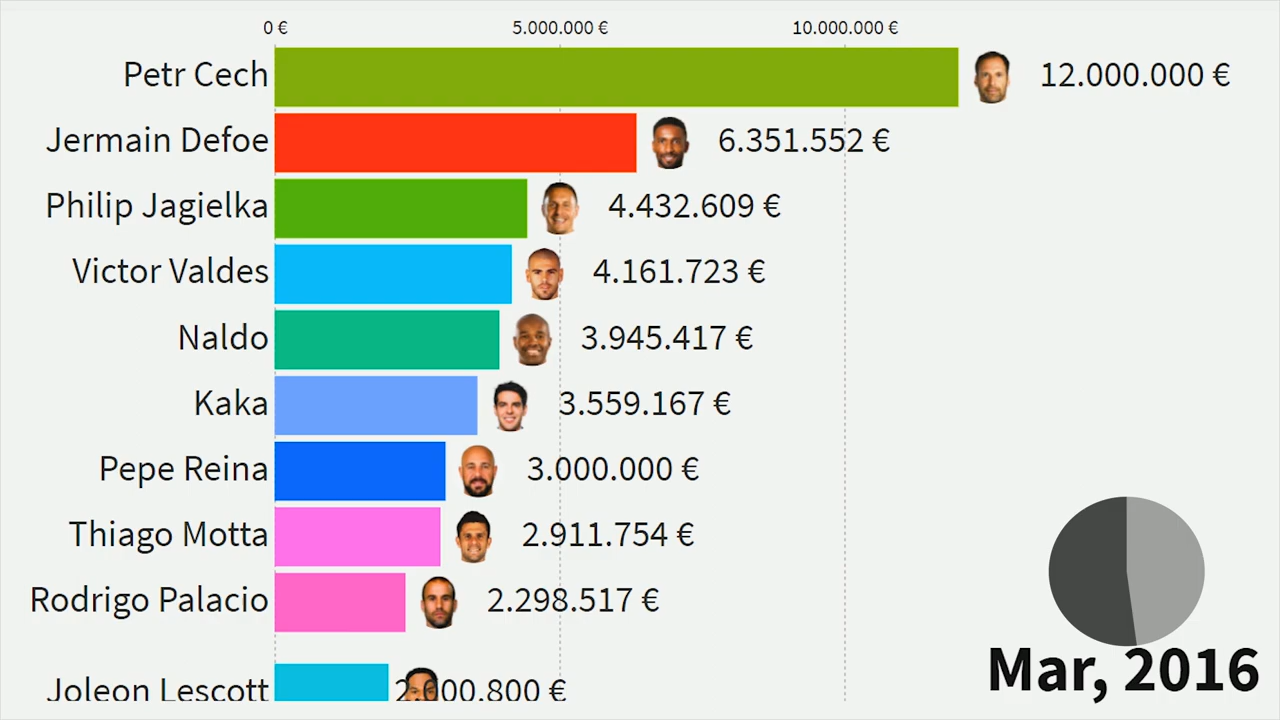 0 € 5.000.000 € 10.000.000 €
Petr Cech 12.000.000 €
Jermain Defoe 6.351.552 €
Philip Jagielka 4.432.609 €
Victor Valdes 4.161.723 €
Naldo 3.945.417 €
Kaka 3.559.167 €
Pepe Reina 3.000.000 €
Thiago Motta 2.911.754 €
Rodrigo Palacio 2.298.517 €
Joleon Lescott
Mar, 2016